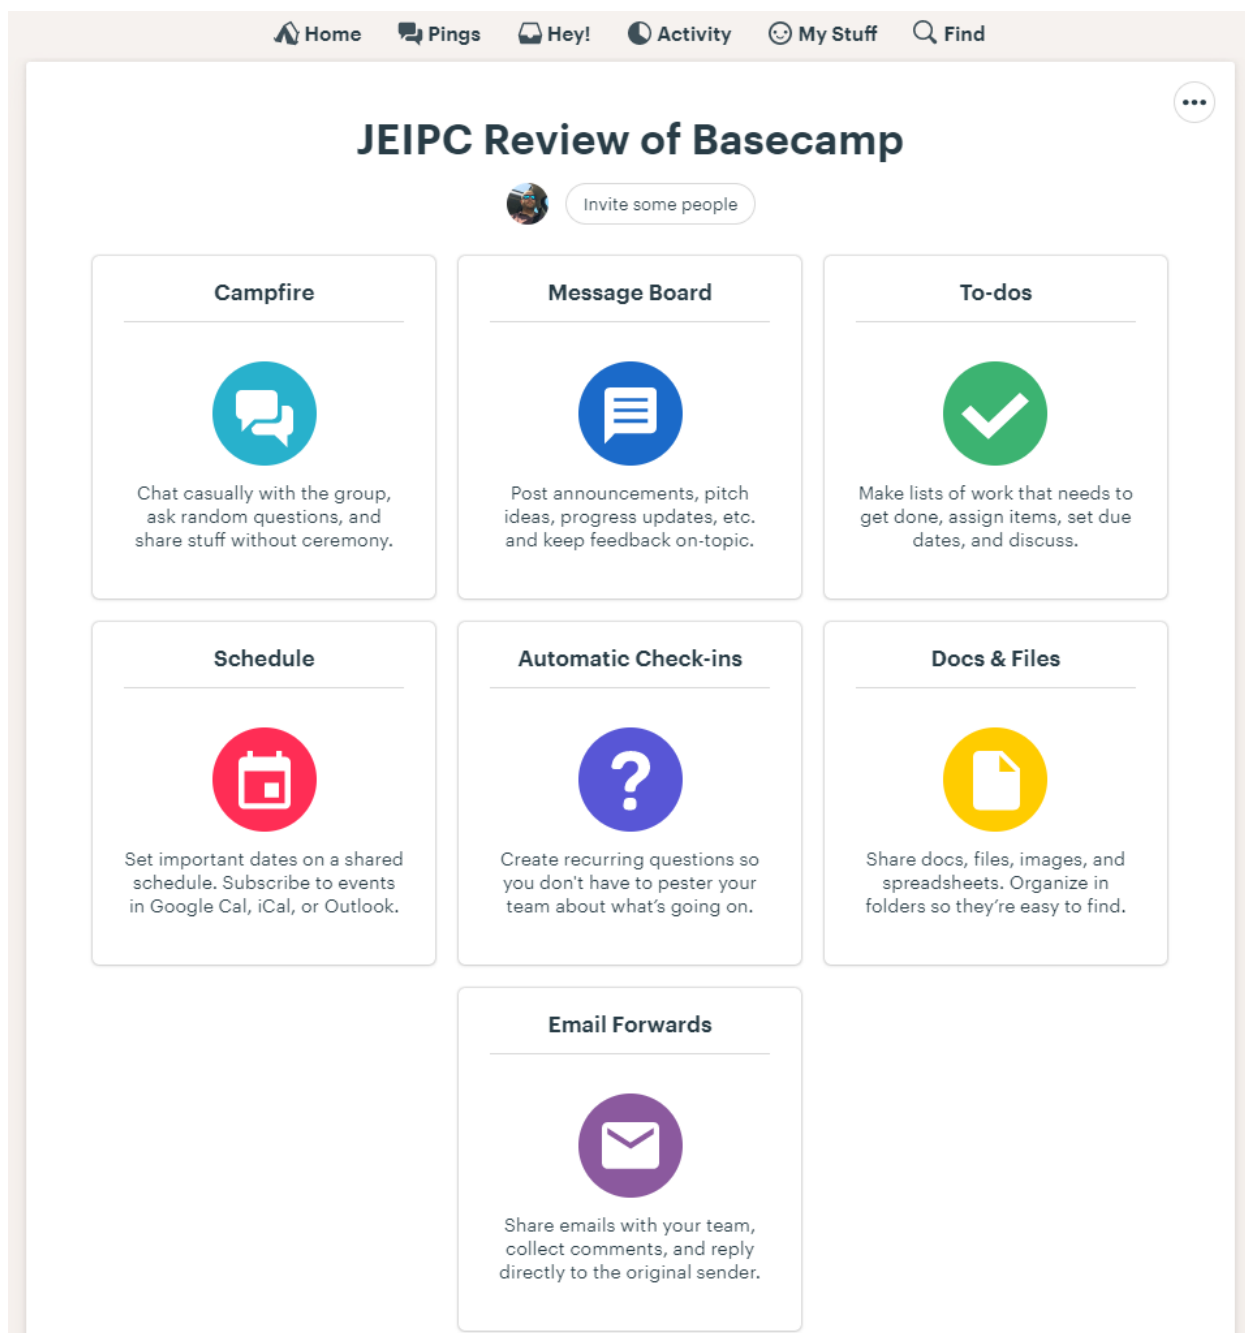 Home Pings Hey! Activity My Stuff Find
JEIPC Review of Basecamp
Invite some people
Campfire
Chat casually with the group,
ask random questions, and
share stuff without ceremony.
Message Board
Post announcements, pitch
ideas, progress updates, etc.
and keep feedback on-topic.
To-dos
Make lists of work that needs to
get done, assign items, set due
dates, and discuss.
Schedule
Set important dates on a shared
schedule. Subscribe to events
in Google Cal, iCal, or Outlook.
Automatic Check-ins
Create recurring questions so
you don't have to pester your
team about what’s going on.
Docs & Files
Share docs, files, images, and
spreadsheets. Organize in
folders so they’re easy to find.
Email Forwards
Share emails with your team,
collect comments, and reply
directly to the original sender.